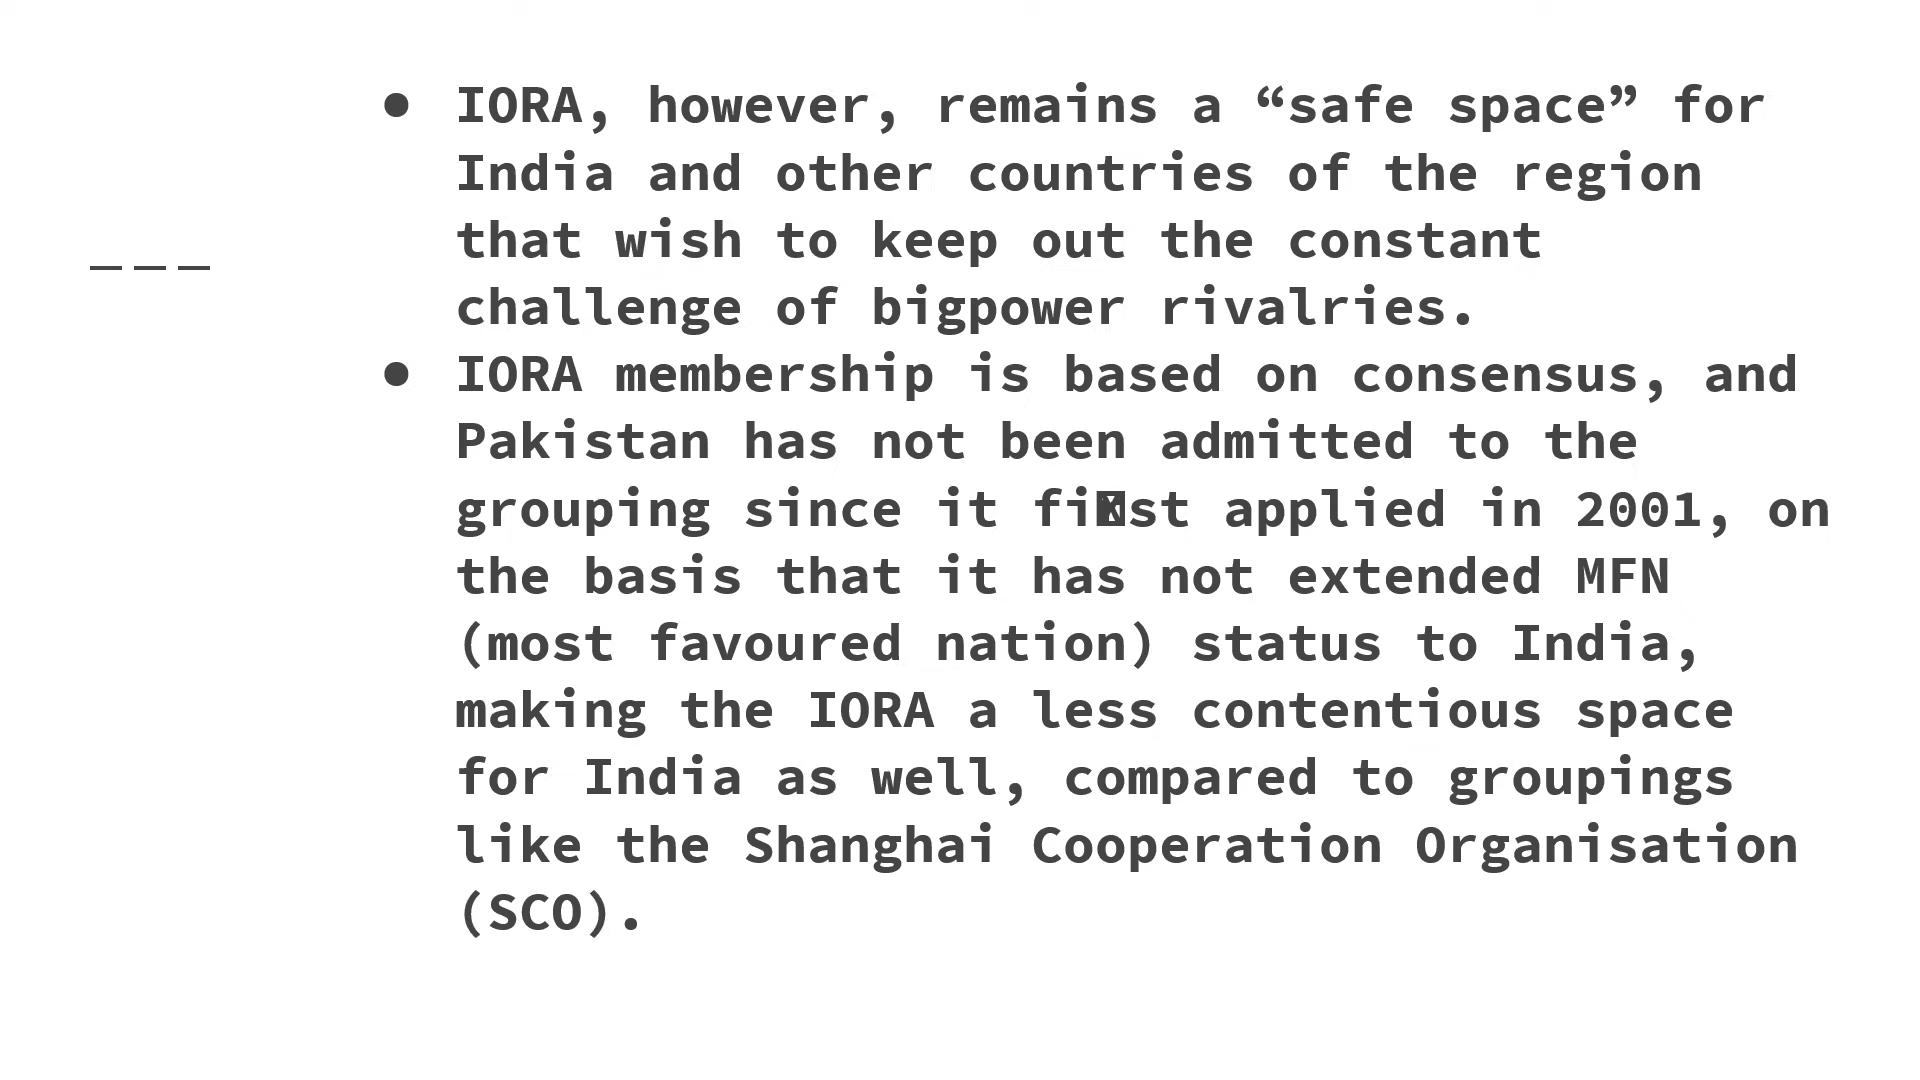 ● IORA, however, remains a “safe space” for
India and other countries of the region
that wish to keep out the constant
challenge of bigpower rivalries.
● IORA membership is based on consensus, and
Pakistan has not been admitted to the
grouping since it applied in 2001, on
the basis that it has not extended MFN
(most favoured nation) status to India,
making the IORA a less contentious space
for India as well, compared to groupings
like the Shanghai Cooperation Organisation
(SCO).